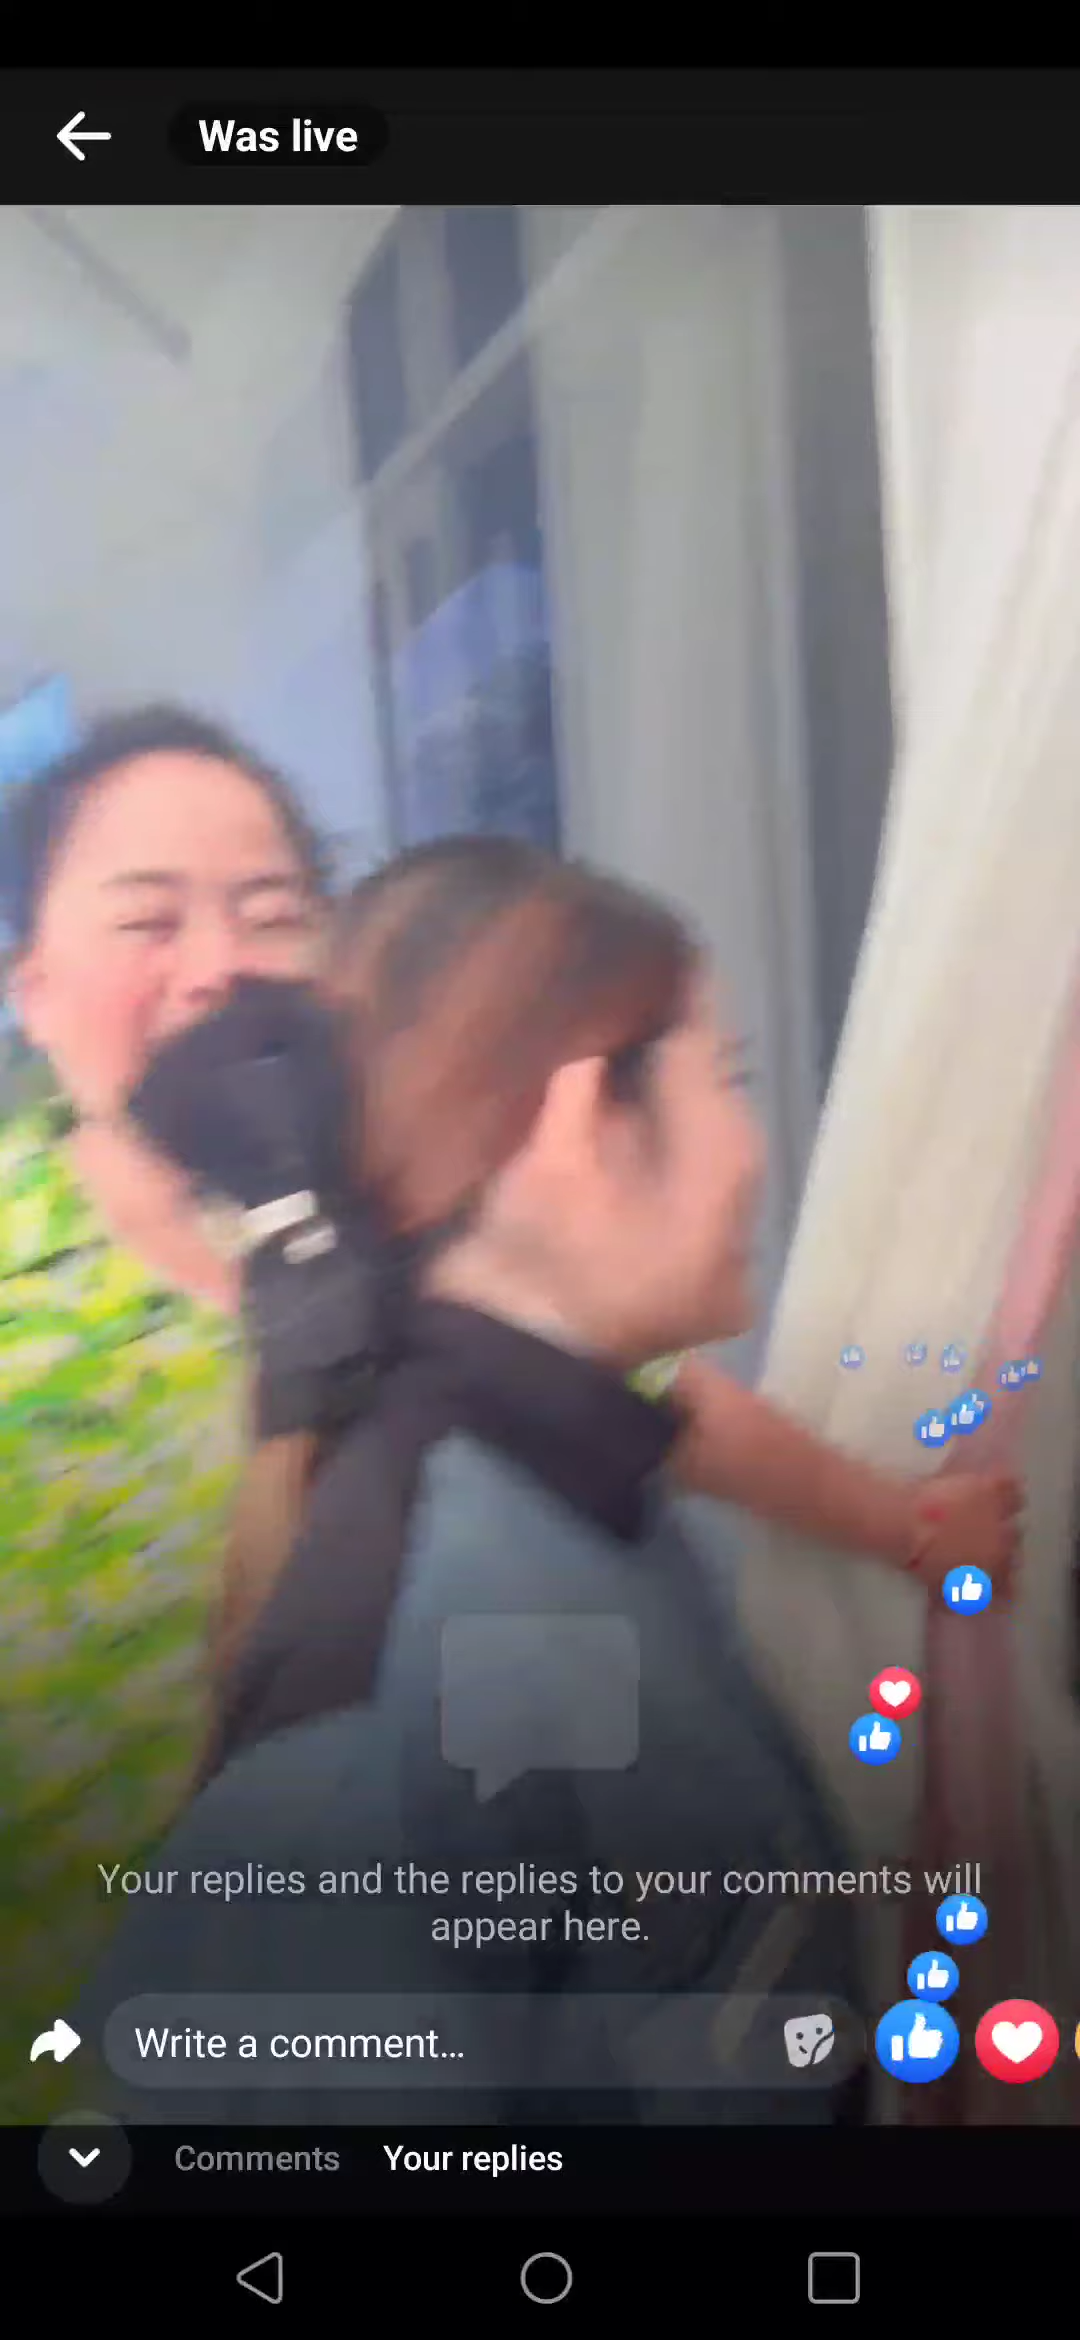 Was live
Your replies and the replies to your comments will
appear here.
Write a comment...
Comments Your replies